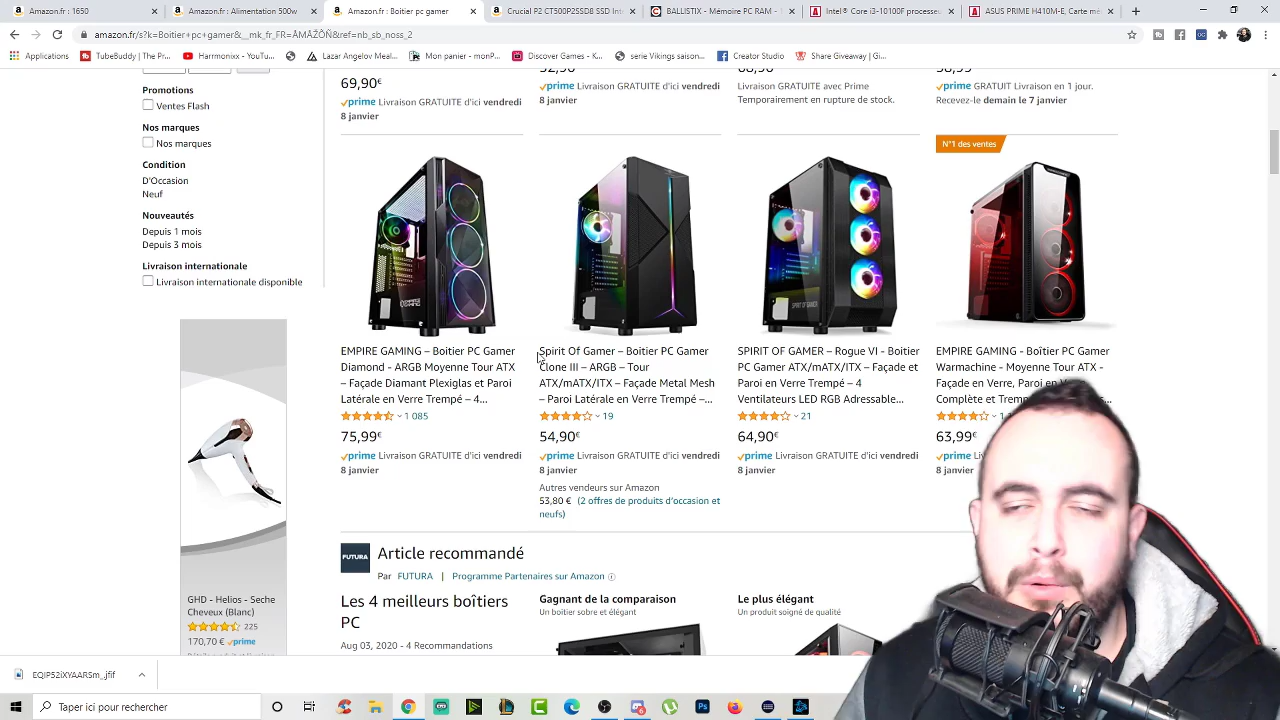 Amazon.fr : 1650
Amazon.fr : Alimentation 500w
Amazon.fr : Boitier pc gamer
Crucial P2 CT500P2SSD8 SSD Int
BALLISTIX - Mémoire PC RAM -
Intel® Core i3-10100F processeu
ASUS PRIME H410M-E, Carte mè
amazon.fr/s?k=Boitier+pc+gamer&__mk_fr_FR=ÅMÅŽÕÑ&ref=nb_sb_noss_2
Applications
TubeBuddy | The P...
Harmonixx - YouTu...
Lazar Angelov Meal...
Mon panier - monP...
Discover Games - K...
serie Vikings saison...
Creator Studio
Share Giveaway | Gi...
69,90€
prime Livraison GRATUITE d'ici vendredi
8 janvier
prime Livraison GRATUITE d'ici vendredi
8 janvier
Livraison GRATUITE avec Prime
Temporairement en rupture de stock.
prime Livraison GRATUIT en 1 jour.
Recevez-le demain le 7 janvier
Promotions
Ventes Flash
Nos marques
Nos marques
Condition
D'Occasion
Neuf
Nouveautés
Depuis 1 mois
Depuis 3 mois
Livraison internationale
Livraison internationale disponible
N°1 des ventes
SPIRIT OF GAMER
EMPIRE GAMING – Boitier PC Gamer
Diamond - ARGB Moyenne Tour ATX
– Façade Diamant Plexiglas et Paroi
Latérale en Verre Trempé – 4...
1 085
75,99€
prime Livraison GRATUITE d'ici vendredi
8 janvier
Spirit Of Gamer – Boitier PC Gamer
Clone III – ARGB – Tour
ATX/mATX/ITX – Façade Metal Mesh
– Paroi Latérale en Verre Trempé –...
19
54,90€
prime Livraison GRATUITE d'ici vendredi
8 janvier
Autres vendeurs sur Amazon
53,80 € (2 offres de produits d'occasion et
neufs)
SPIRIT OF GAMER – Rogue VI - Boitier
PC Gamer ATX/mATX/ITX – Façade et
Paroi en Verre Trempé – 4
Ventilateurs LED RGB Adressable...
21
64,90€
prime Livraison GRATUITE d'ici vendredi
8 janvier
EMPIRE GAMING - Boitier PC Gamer
Warmachine - Moyenne Tour ATX -
Façade en Verre, Paroi en
Complète et Tremp
63,99€
prime
8 janvier
FUTURA
Article recommandé
Par FUTURA | Programme Partenaires sur Amazon
Les 4 meilleurs boîtiers
PC
Aug 03, 2020 - 4 Recommandations
Gagnant de la comparaison
Un boitier sobre et élégant
Le plus élégant
Un produit soigné de qualité
GHD - Helios - Seche
Cheveux (Blanc)
225
170,70 € prime
EQIP52iXYAARSm_.jfif
Taper ici pour rechercher